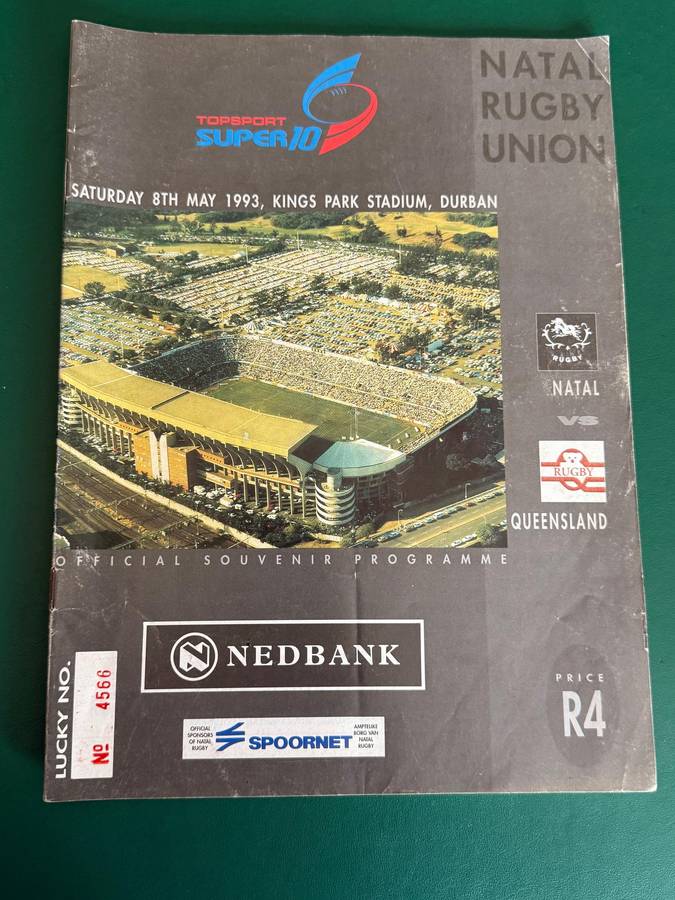 TOPSPORT
SUPER 10
NATAL
RUGBY
UNION
SATURDAY 8TH MAY 1993, KINGS PARK STADIUM, DURBAN
RUGBY
NATAL
VS
RUGBY
QUEENSLAND
OFFICIAL SOUVENIR PROGRAMME
NEDBANK
PRICE
R4
LUCKY NO.
Nº 4566
OFFICIAL
SPONSORS
OF NATAL
RUGBY
SPOORNET
AMPTELIKE
BORG VAN
NATAL
RUGBY